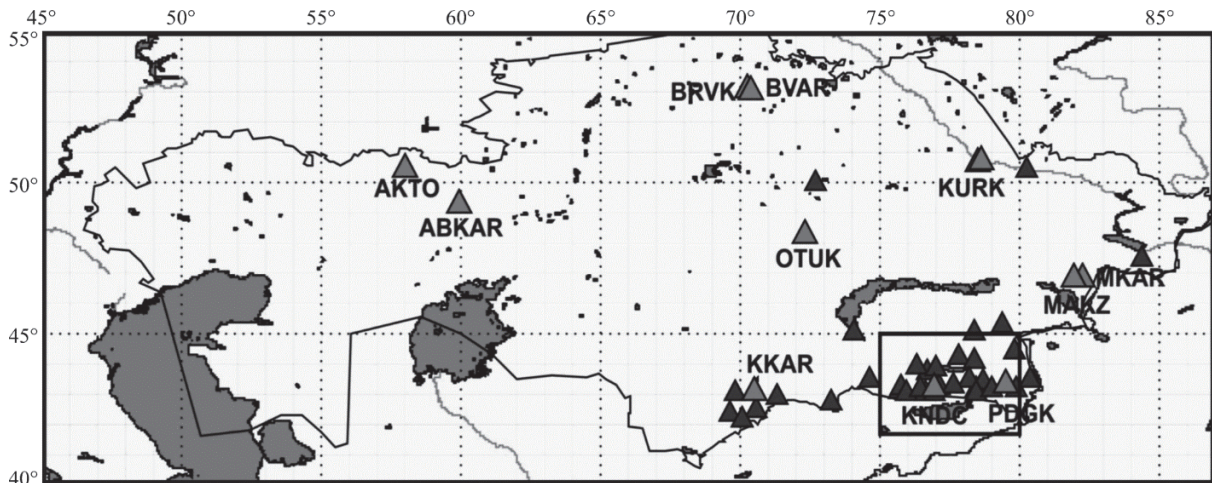 45° 50° 55° 60° 65° 70° 75° 80° 85°
55°
BRVK BVAR
50°
AKTO
KURK
ABKAR
OTUK
MKAR
MAKZ
45°
KKAR
KNDC PDGK
40°